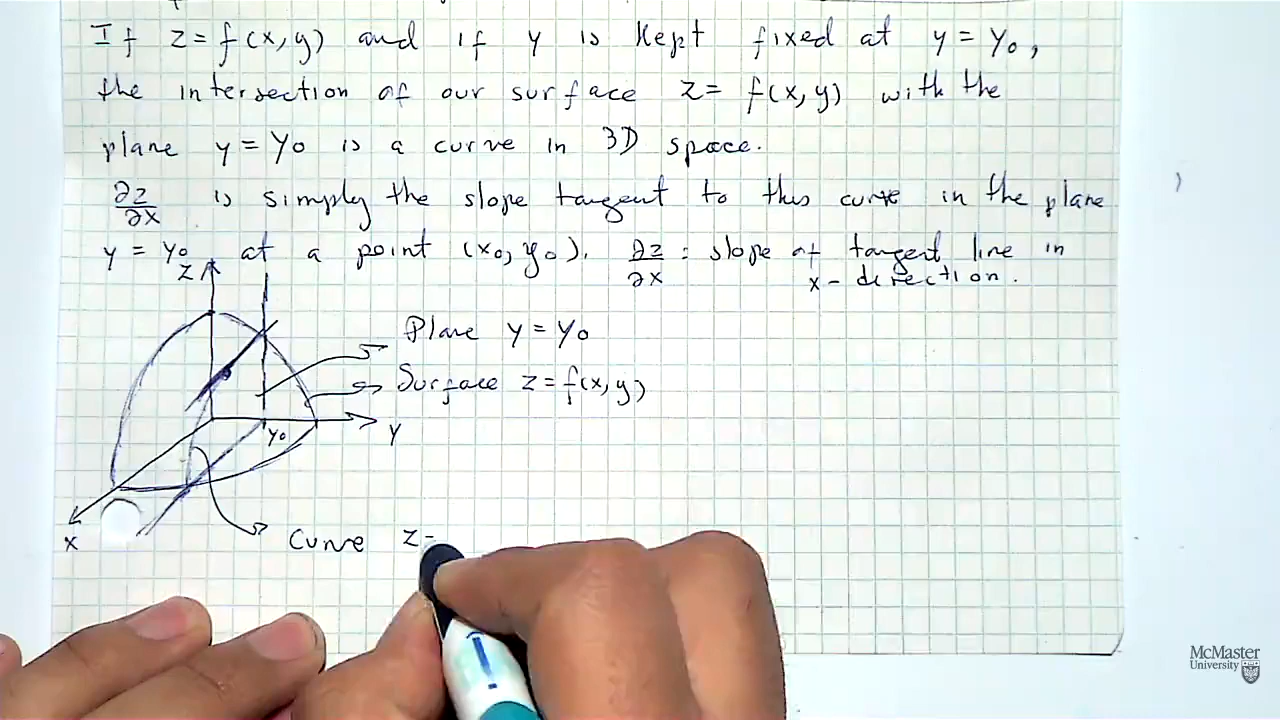 If z = f(x, y) and if y is kept fixed at y = y₀,
the intersection of our surface z = f(x, y) with the
plane y = y₀ is a curve in 3D space.
∂z/∂x is simply the slope tangent to this curve in the plane
y = y₀ at a point (x₀, y₀). ∂z/∂x : slope of tangent line in
x-direction.
z
Plane y = y₀
Surface z = f(x, y)
y₀
y
x
Curve z =
McMaster
University